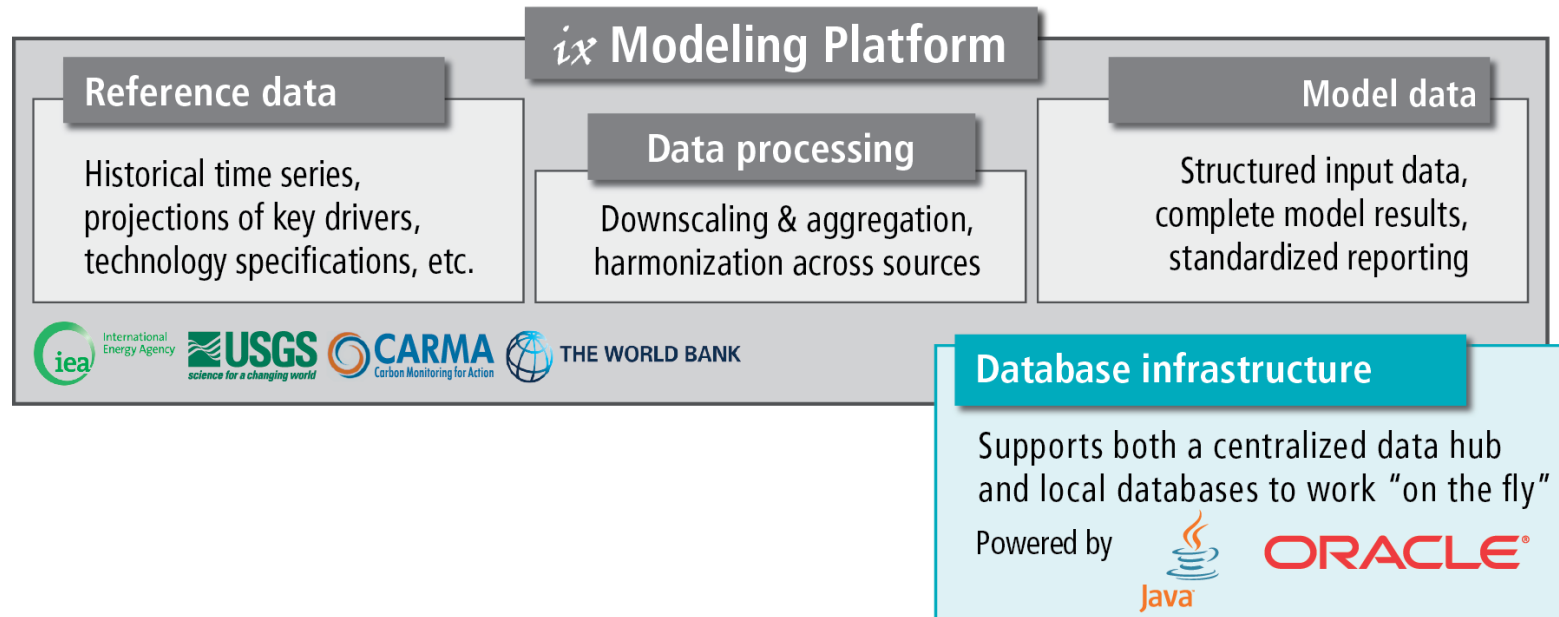 ix Modeling Platform
Reference data
Historical time series,
projections of key drivers,
technology specifications, etc.
Data processing
Downscaling & aggregation,
harmonization across sources
Model data
Structured input data,
complete model results,
standardized reporting
iea
International
Energy Agency
USGS
science for a changing world
CARMA
Carbon Monitoring for Action
THE WORLD BANK
Database infrastructure
Supports both a centralized data hub
and local databases to work “on the fly”
Powered by
Java
ORACLE®